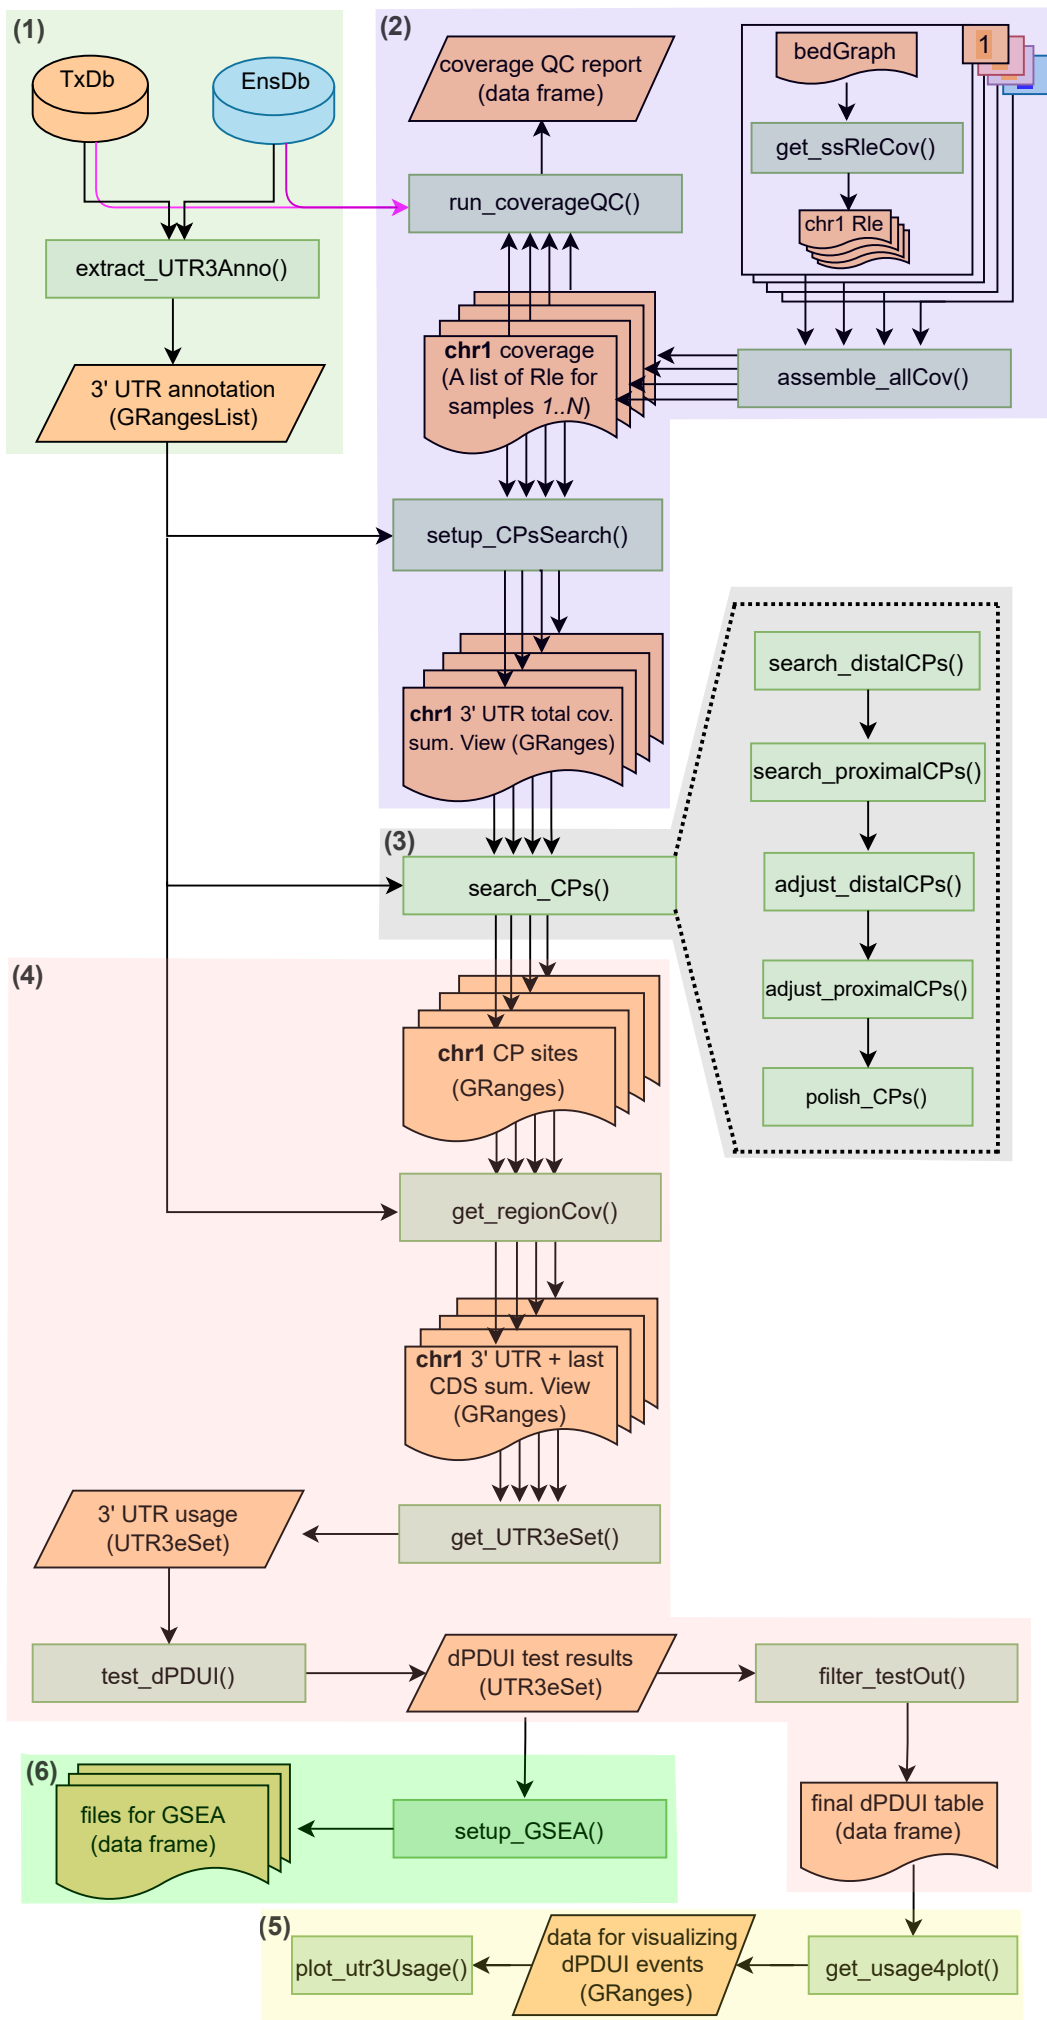 (1)
TxDb
EnsDb
extract_UTR3Anno()
3' UTR annotation
(GRangesList)
(2)
coverage QC report
(data frame)
run_coverageQC()
1
bedGraph
get_ssRleCov()
chr1 Rle
assemble_allCov()
chr1 coverage
(A list of Rle for
samples 1..N)
setup_CPsSearch()
chr1 3' UTR total cov.
sum. View (GRanges)
(3)
search_CPs()
search_distalCPs()
search_proximalCPs()
adjust_distalCPs()
adjust_proximalCPs()
polish_CPs()
(4)
chr1 CP sites
(GRanges)
get_regionCov()
chr1 3' UTR + last
CDS sum. View
(GRanges)
get_UTR3eSet()
3' UTR usage
(UTR3eSet)
test_dPDUI()
dPDUI test results
(UTR3eSet)
filter_testOut()
final dPDUI table
(data frame)
(6)
files for GSEA
(data frame)
setup_GSEA()
(5)
plot_utr3Usage()
data for visualizing
dPDUI events
(GRanges)
get_usage4plot()